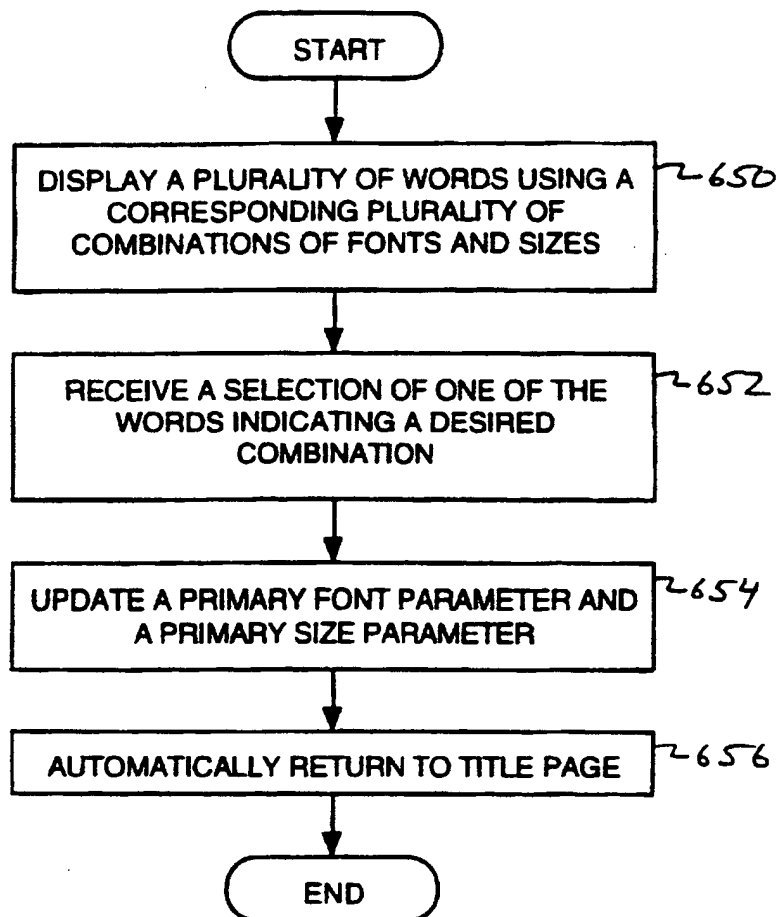 START
DISPLAY A PLURALITY OF WORDS USING A
CORRESPONDING PLURALITY OF
COMBINATIONS OF FONTS AND SIZES
650
RECEIVE A SELECTION OF ONE OF THE
WORDS INDICATING A DESIRED
COMBINATION
652
UPDATE A PRIMARY FONT PARAMETER AND
A PRIMARY SIZE PARAMETER
654
AUTOMATICALLY RETURN TO TITLE PAGE
656
END